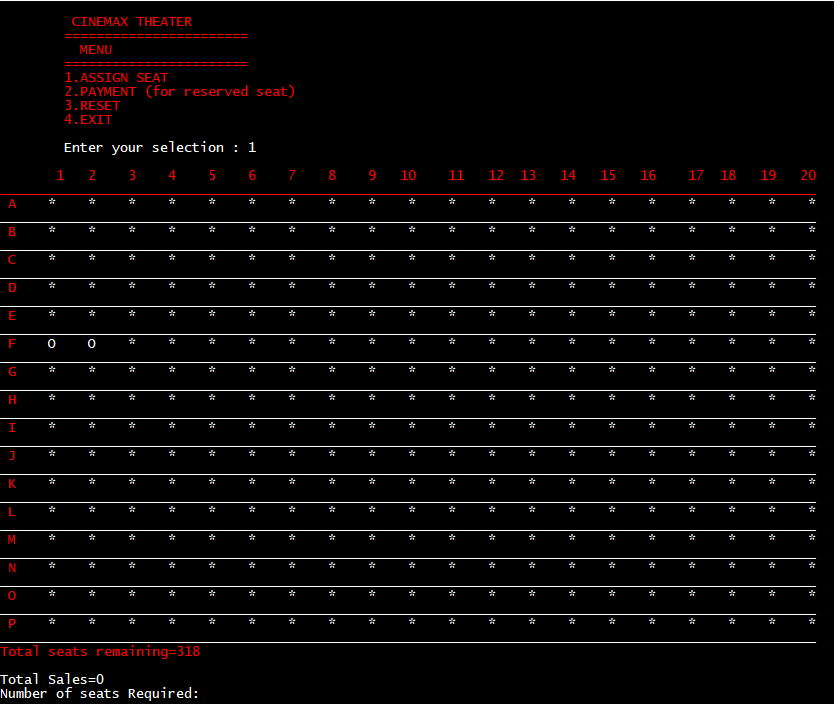 CINEMAX THEATER
=======================
MENU
=======================
1.ASSIGN SEAT
2.PAYMENT (for reserved seat)
3.RESET
4.EXIT
Enter your selection : 1
1 2 3 4 5 6 7 8 9 10 11 12 13 14 15 16 17 18 19 20
A * * * * * * * * * * * * * * * * * * * *
B * * * * * * * * * * * * * * * * * * * *
C * * * * * * * * * * * * * * * * * * * *
D * * * * * * * * * * * * * * * * * * * *
E * * * * * * * * * * * * * * * * * * * *
F O O * * * * * * * * * * * * * * * * * *
G * * * * * * * * * * * * * * * * * * * *
H * * * * * * * * * * * * * * * * * * * *
I * * * * * * * * * * * * * * * * * * * *
J * * * * * * * * * * * * * * * * * * * *
K * * * * * * * * * * * * * * * * * * * *
L * * * * * * * * * * * * * * * * * * * *
M * * * * * * * * * * * * * * * * * * * *
N * * * * * * * * * * * * * * * * * * * *
O * * * * * * * * * * * * * * * * * * * *
P * * * * * * * * * * * * * * * * * * * *
Total seats remaining=318
Total Sales=0
Number of seats Required: